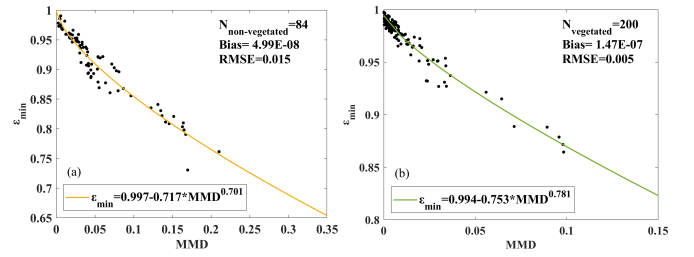 N_non-vegetated=84
Bias= 4.99E-08
RMSE=0.015
1
0.95
0.9
0.85
0.8
0.75
0.7
0.65
ε_min
(a)
ε_min=0.997-0.717*MMD^0.701
0 0.05 0.1 0.15 0.2 0.25 0.3 0.35
MMD
N_vegetated=200
Bias= 1.47E-07
RMSE=0.005
1
0.95
0.9
0.85
0.8
ε_min
(b)
ε_min=0.994-0.753*MMD^0.781
0 0.05 0.1 0.15
MMD